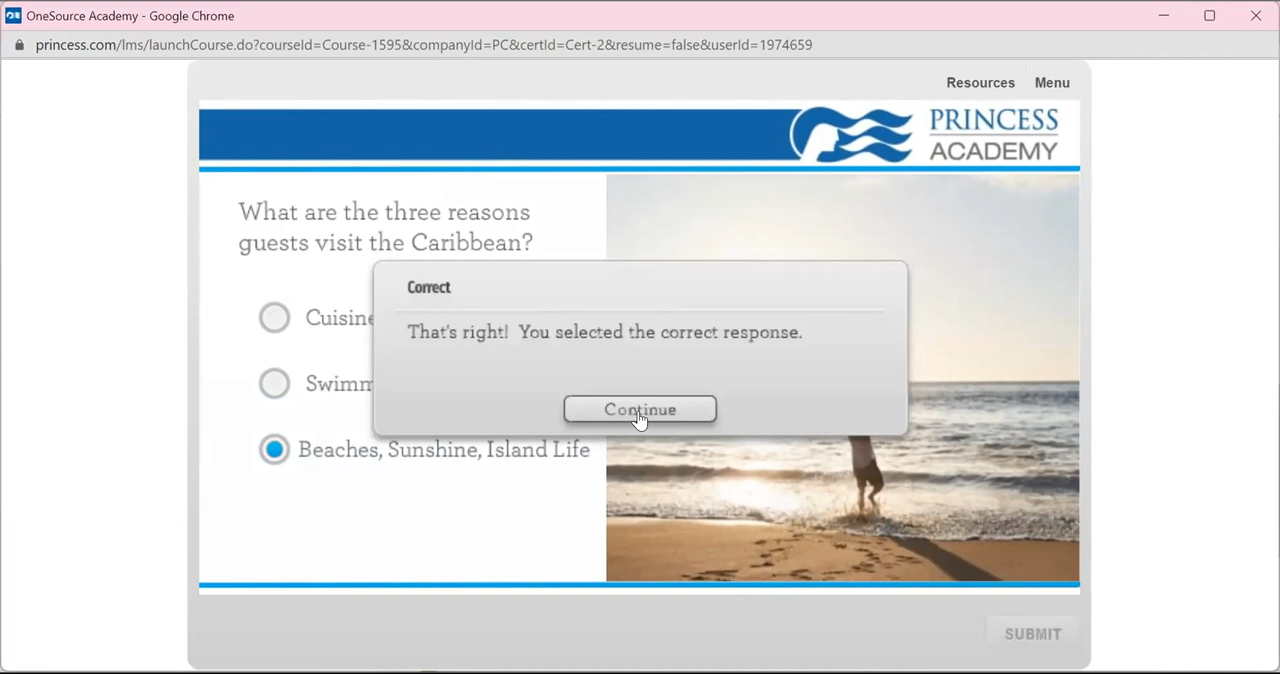 OneSource Academy - Google Chrome
princess.com/lms/launchCourse.do?courseId=Course-1595&companyId=PC&certId=Cert-2&resume=false&userId=1974659
Resources Menu
PRINCESS
ACADEMY
What are the three reasons
guests visit the Caribbean?
Correct
That's right! You selected the correct response.
Continue
Cuisine
Swimm
Beaches, Sunshine, Island Life
SUBMIT